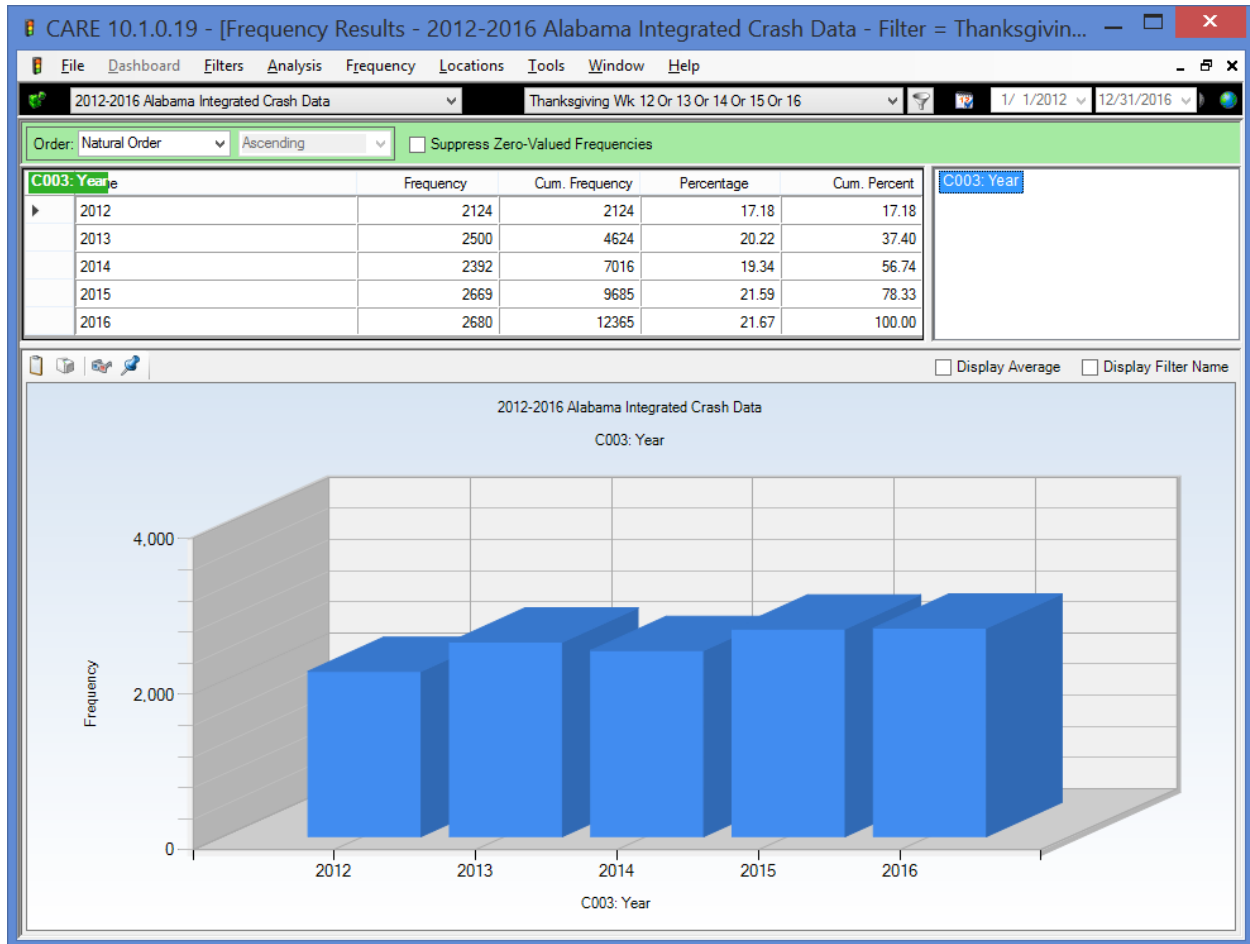 CARE 10.1.0.19 - [Frequency Results - 2012-2016 Alabama Integrated Crash Data - Filter = Thanksgivin...
File Dashboard Filters Analysis Frequency Locations Tools Window Help
2012-2016 Alabama Integrated Crash Data Thanksgiving Wk 12 Or 13 Or 14 Or 15 Or 16 1/ 1/2012 12/31/2016
Order: Natural Order Ascending Suppress Zero-Valued Frequencies
C003: Year Frequency Cum. Frequency Percentage Cum. Percent C003: Year
2012 2124 2124 17.18 17.18
2013 2500 4624 20.22 37.40
2014 2392 7016 19.34 56.74
2015 2669 9685 21.59 78.33
2016 2680 12365 21.67 100.00
Display Average Display Filter Name
2012-2016 Alabama Integrated Crash Data
C003: Year
4,000
Frequency
2,000
0
2012 2013 2014 2015 2016
C003: Year